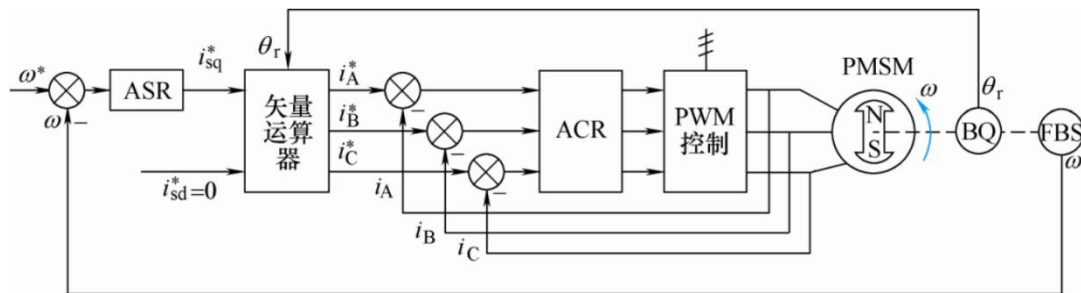 ω*
ω
−
ASR
i*sq
i*sd=0
θr
矢量
运算
器
i*A
i*B
i*C
−
−
−
iA
iB
iC
ACR
PWM
控制
PMSM
N
S
ω
θr
BQ
FBS
ω